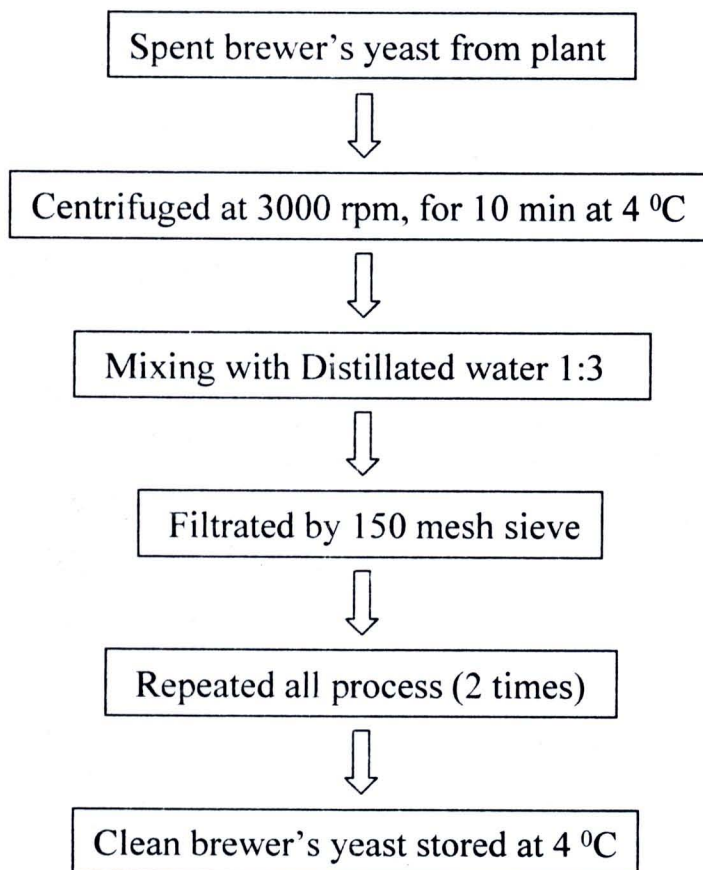 Spent brewer's yeast from plant
Centrifuged at 3000 rpm, for 10 min at 4 ⁰C
Mixing with Distillated water 1:3
Filtrated by 150 mesh sieve
Repeated all process (2 times)
Clean brewer's yeast stored at 4 ⁰C